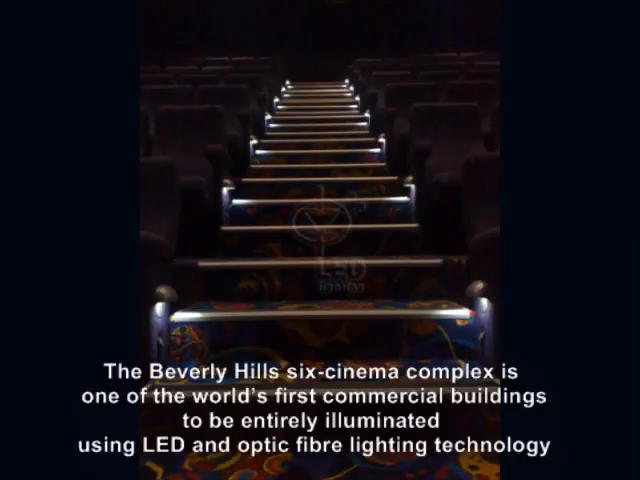 LED
The Beverly Hills six-cinema complex is
one of the world's first commercial buildings
to be entirely illuminated
using LED and optic fibre lighting technology